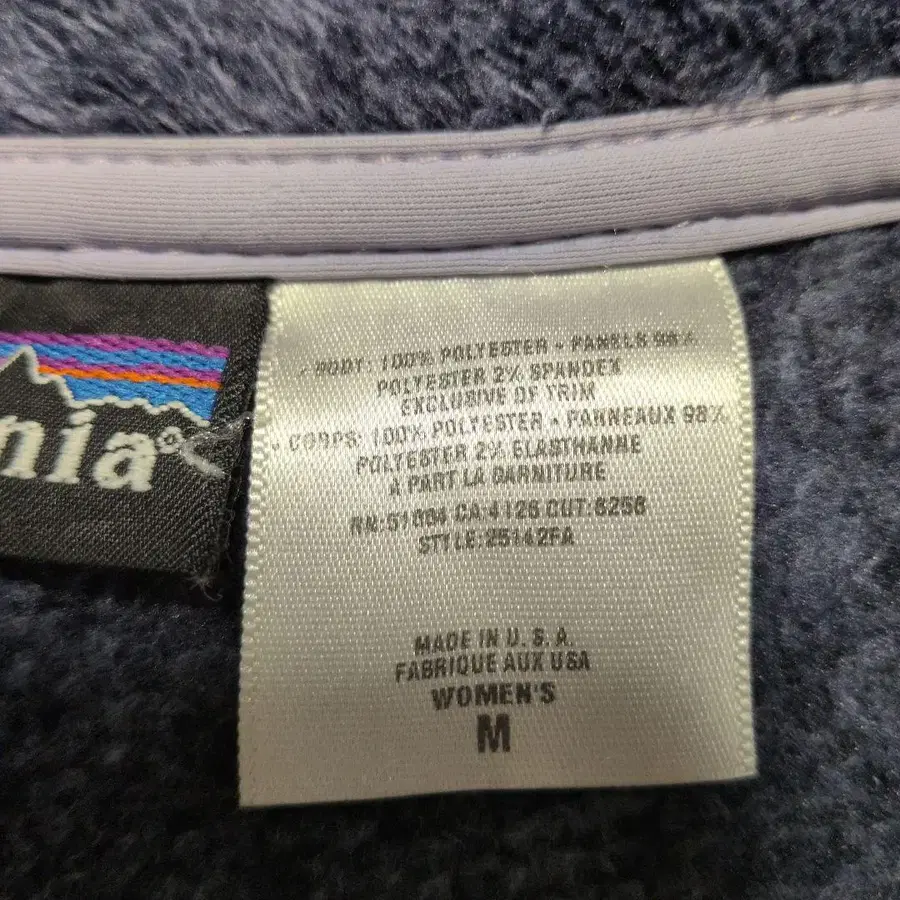 nia®
BODY: 100% POLYESTER • PANELS 98%
POLYESTER 2% SPANDEX
EXCLUSIVE OF TRIM
CORPS: 100% POLYESTER • PANNEAUX 98%
POLYESTER 2% ELASTHANNE
A PART LA GARNITURE
RN:51884 CA:4126 CUT:6256
STYLE:25142FA
MADE IN U.S.A.
FABRIQUE AUX USA
WOMEN'S
M